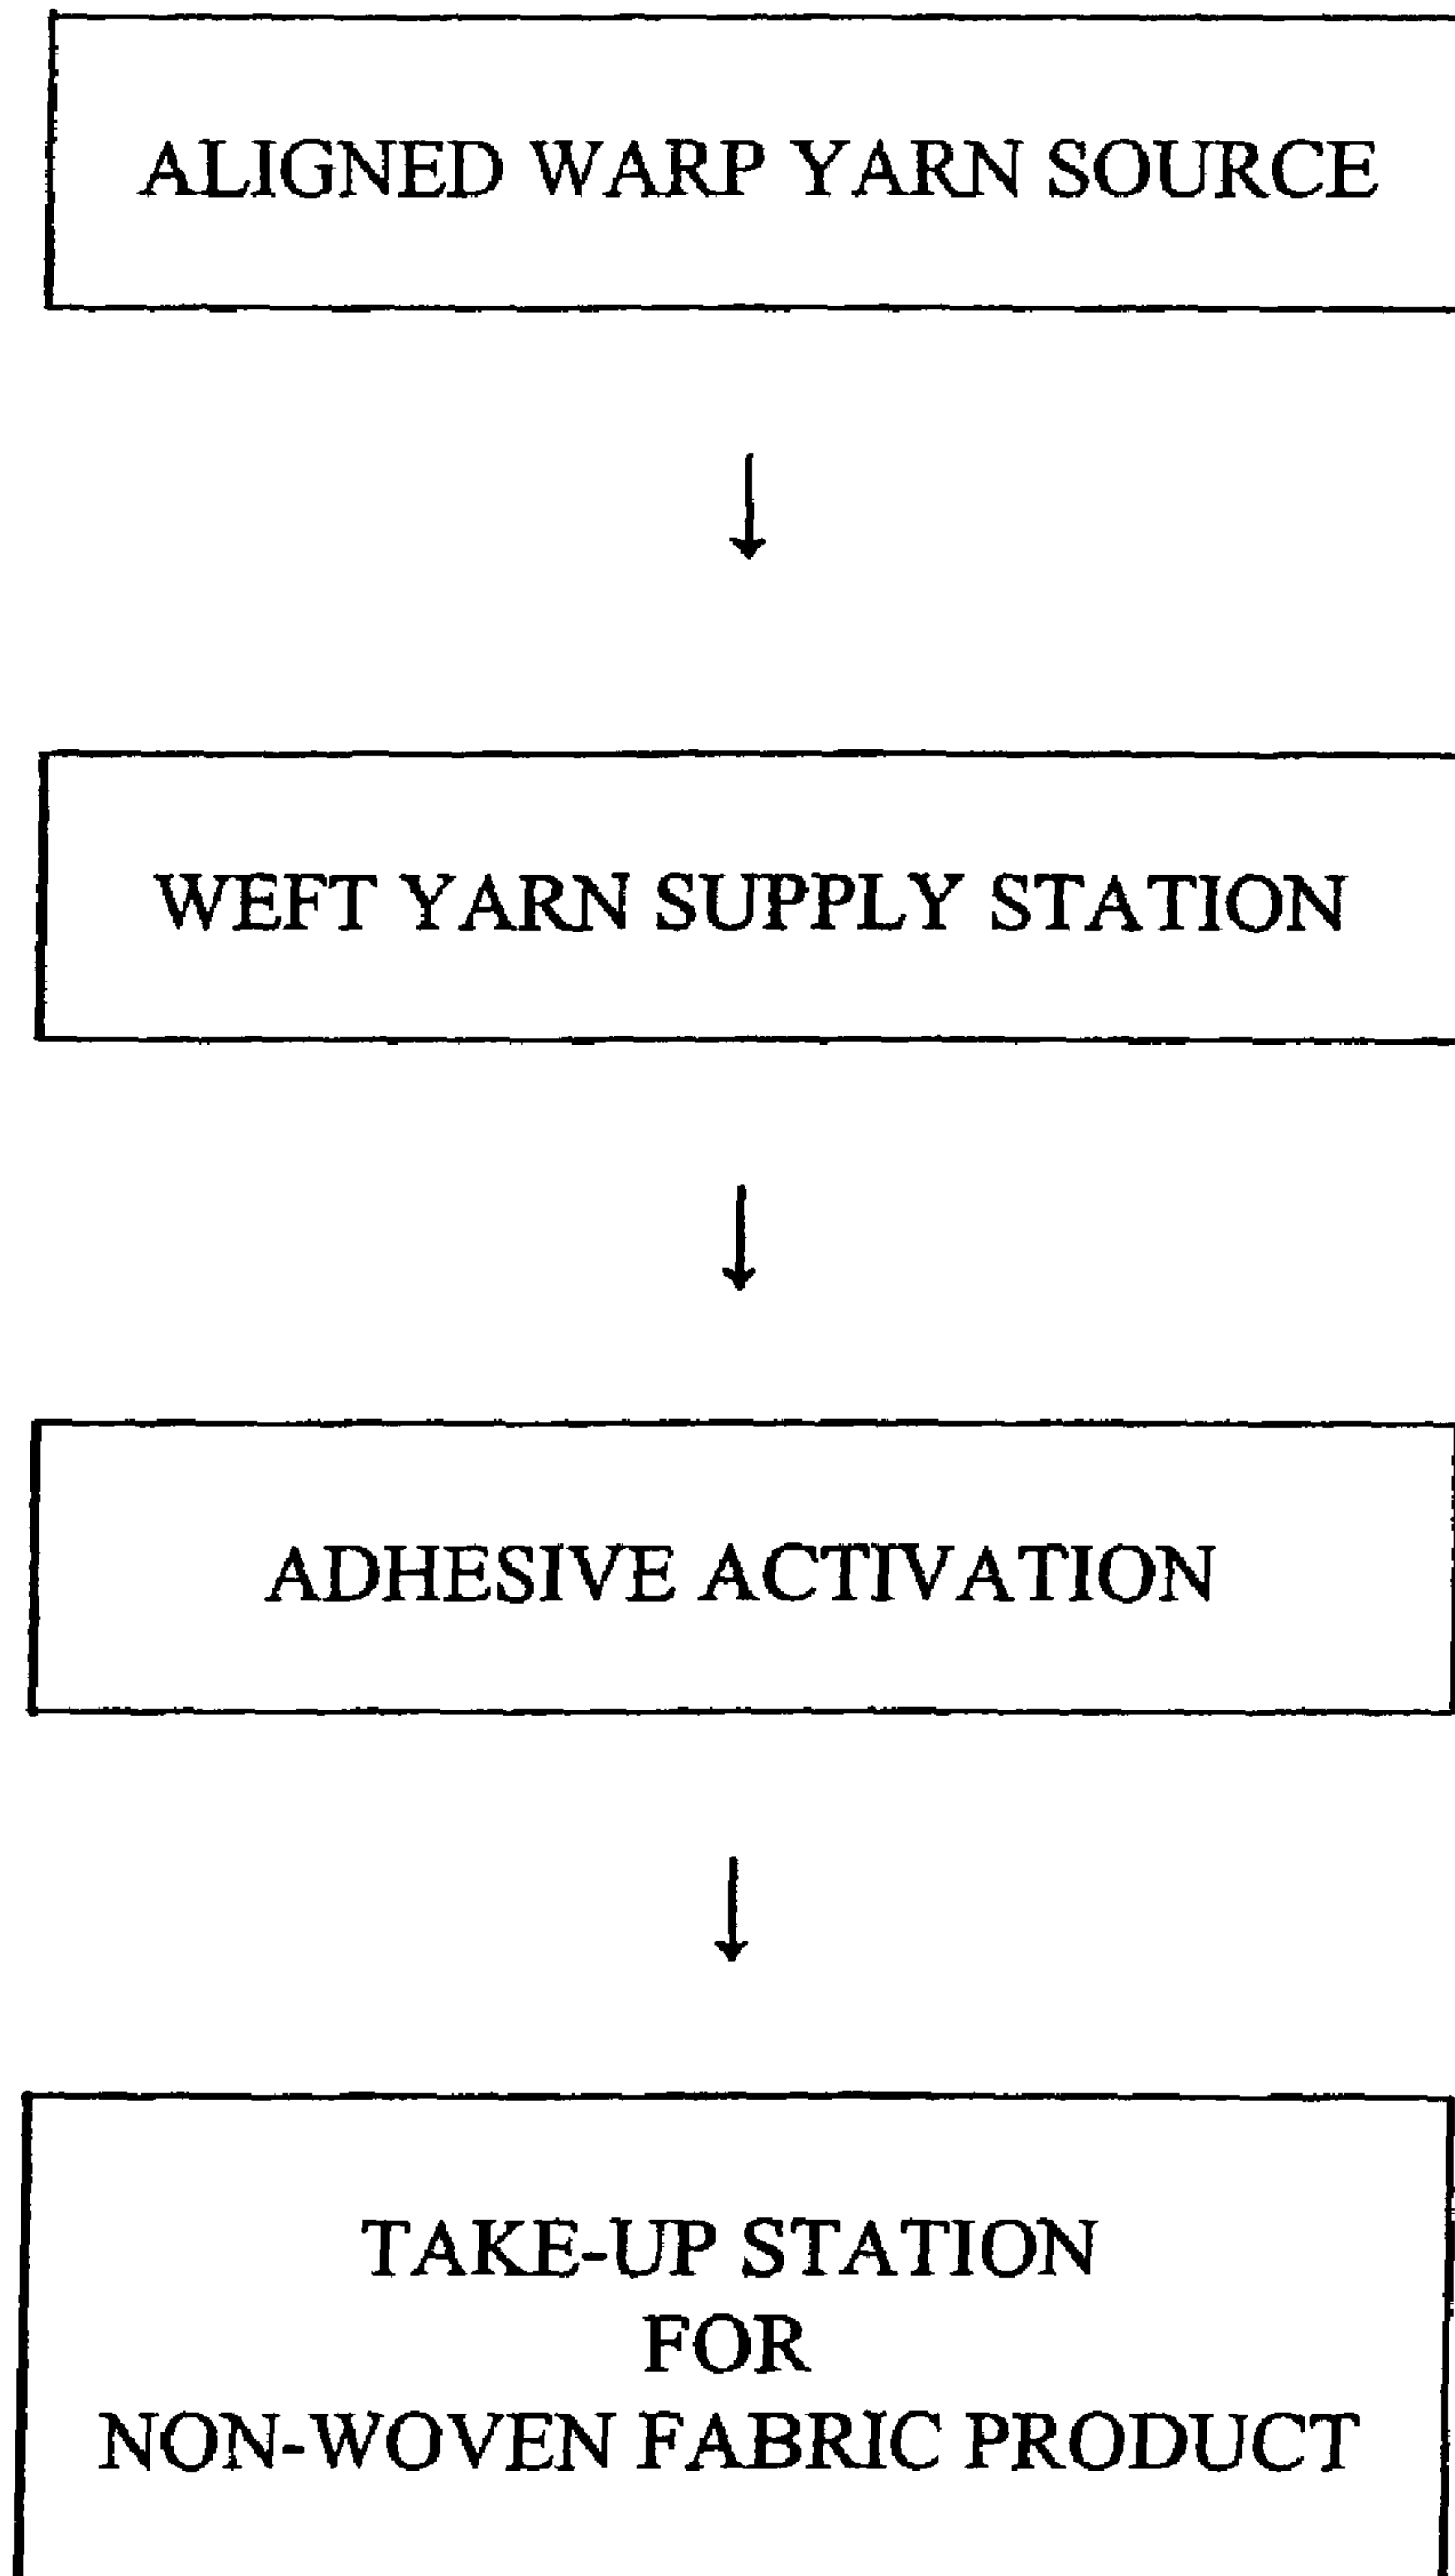 ALIGNED WARP YARN SOURCE
WEFT YARN SUPPLY STATION
ADHESIVE ACTIVATION
TAKE-UP STATION
FOR
NON-WOVEN FABRIC PRODUCT